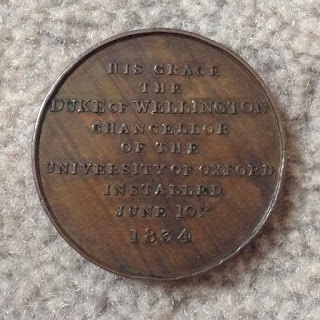 HIS GRACE
THE
DUKE OF WELLINGTON
CHANCELLOR
OF THE
UNIVERSITY OF OXFORD
INSTALLED
JUNE 10TH
1834